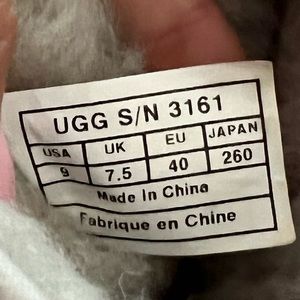 UGG S/N 3161
USA UK EU JAPAN
9 7.5 40 260
Made In China
Fabrique en Chine